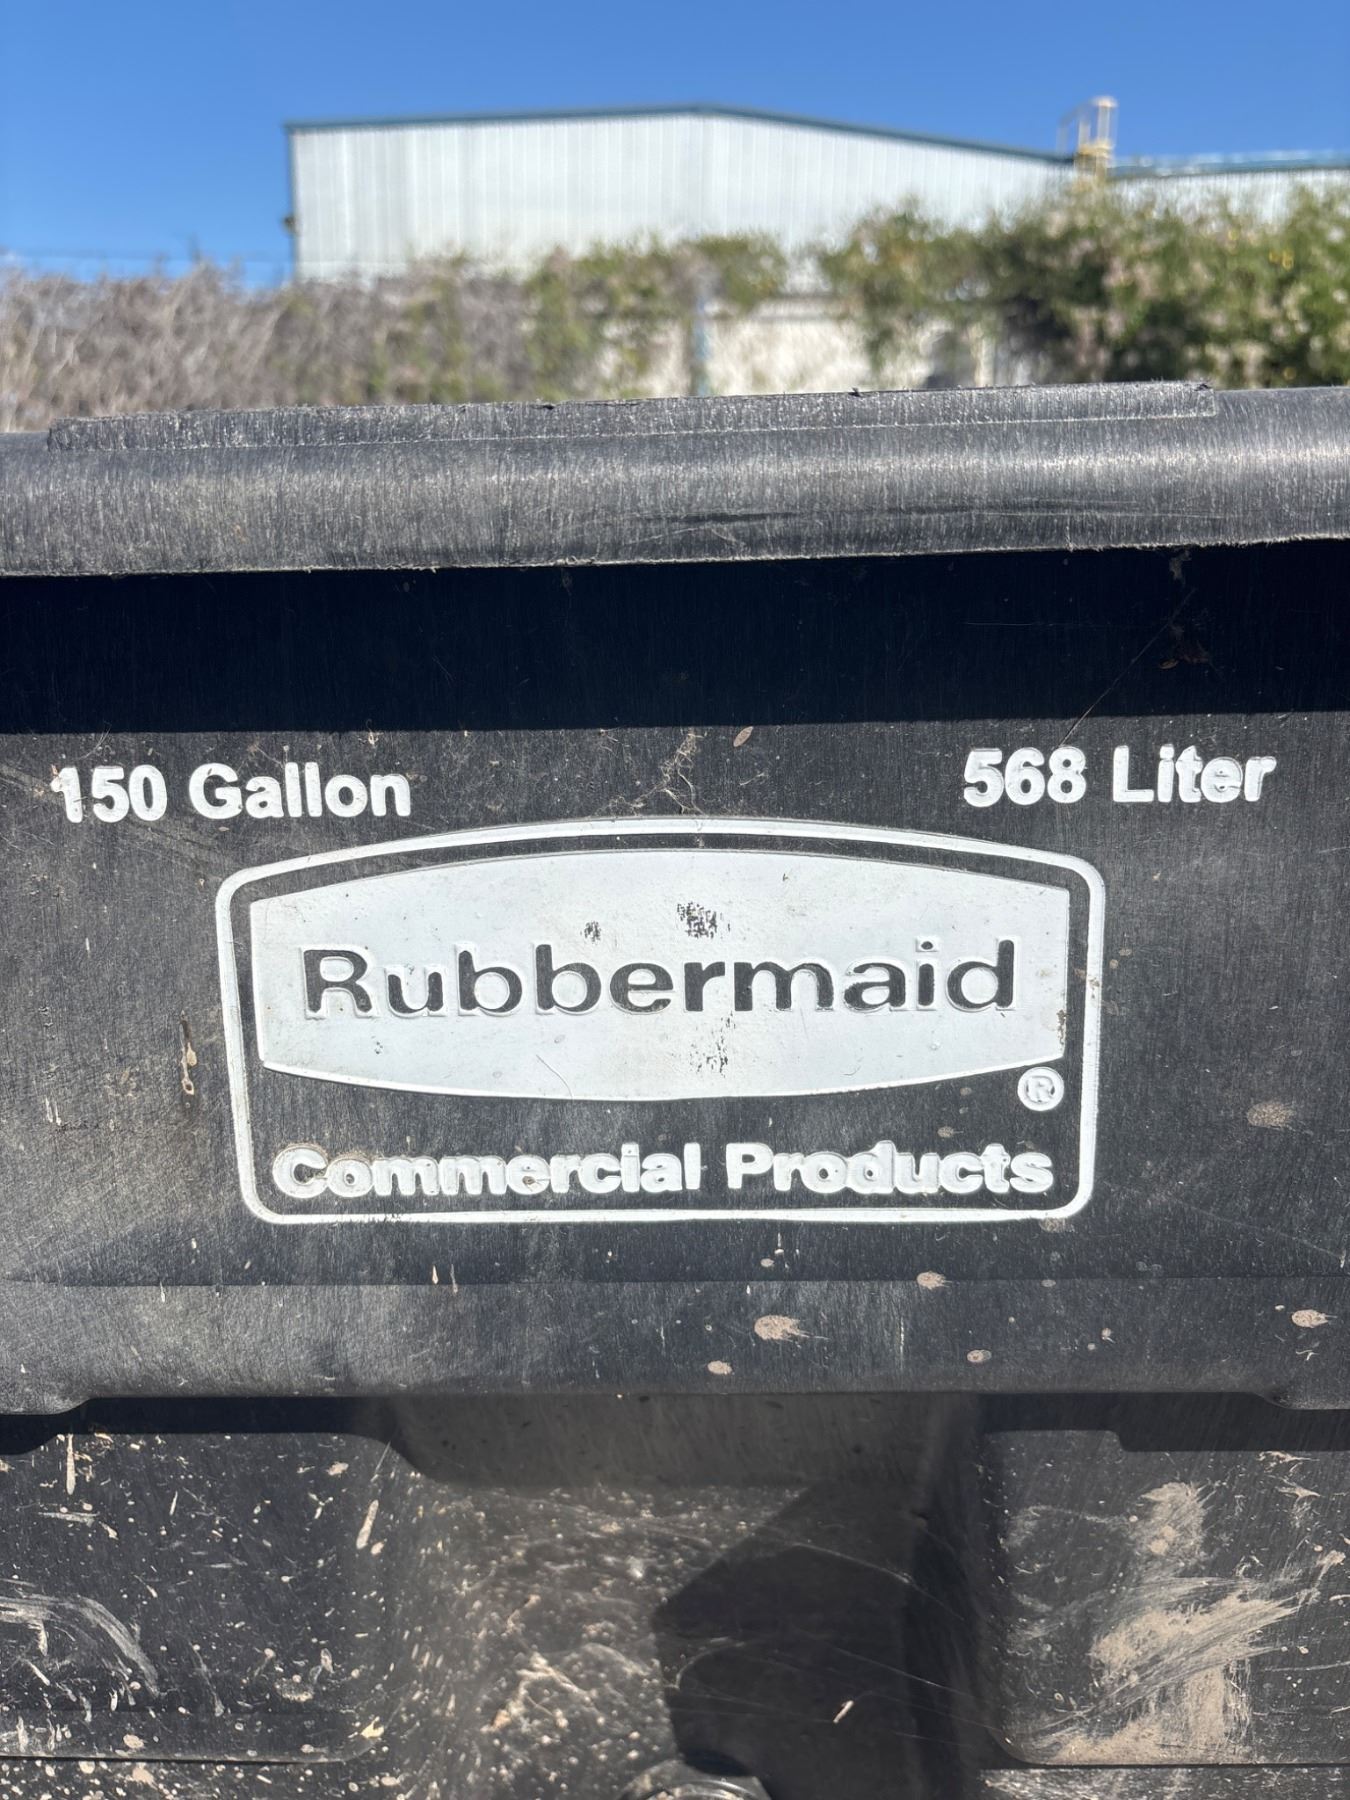 150 Gallon 568 Liter
Rubbermaid
®
Commercial Products